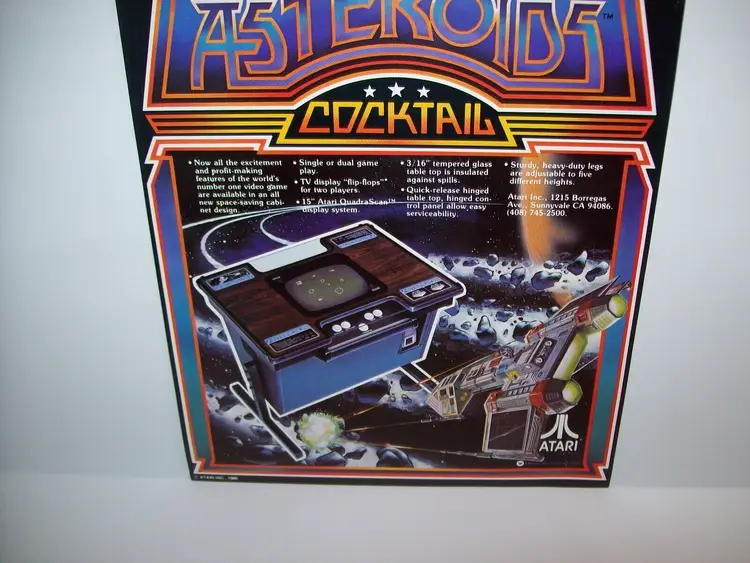 ASTEROIDS™
COCKTAIL
• Now all the excitement
and profit-making
features of the world's
number one video game
are available in an all
new space-saving cabi-
net design.
• Single or dual game
play.
• TV display "flip-flops"
for two players.
• 15" Atari QuadraScan™
display system.
• 3/16" tempered glass
table top is insulated
against spills.
• Quick-release hinged
table top, hinged con-
trol panel allow easy
serviceability.
• Sturdy, heavy-duty legs
are adjustable to five
different heights.
Atari Inc., 1215 Borregas
Ave., Sunnyvale CA 94086.
(408) 745-2500.
ATARI
© ATARI INC., 1980